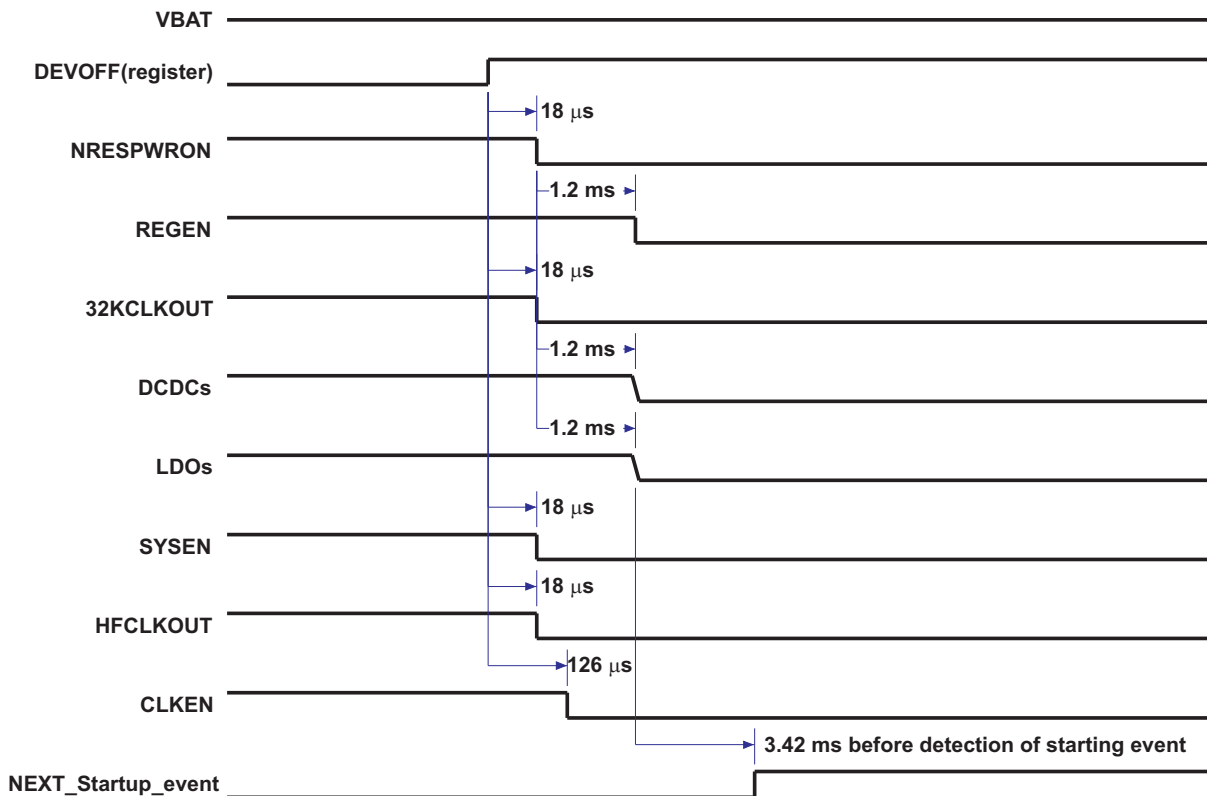 VBAT
DEVOFF(register)
18 μs
NRESPWRON
1.2 ms
REGEN
18 μs
32KCLKOUT
1.2 ms
DCDCs
1.2 ms
LDOs
18 μs
SYSEN
18 μs
HFCLKOUT
126 μs
CLKEN
3.42 ms before detection of starting event
NEXT_Startup_event